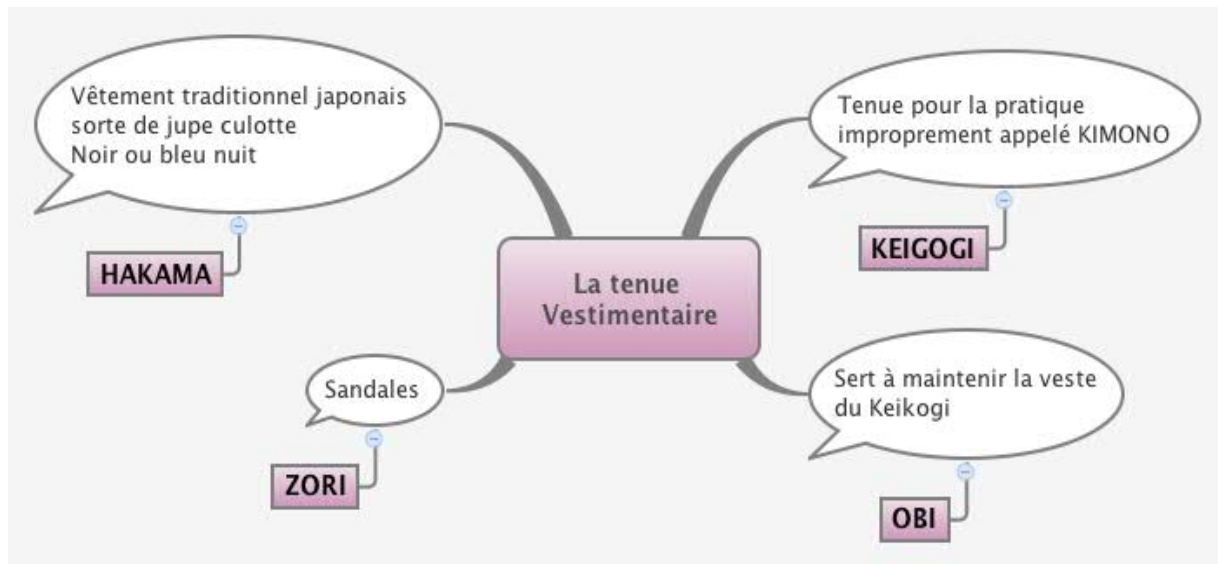 Vêtement traditionnel japonais
sorte de jupe culotte
Noir ou bleu nuit
HAKAMA
Tenue pour la pratique
improprement appelé KIMONO
KEIGOGI
La tenue
Vestimentaire
Sandales
ZORI
Sert à maintenir la veste
du Keikogi
OBI